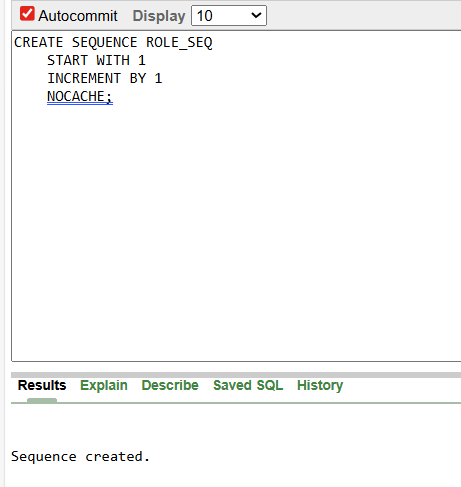 Autocommit Display 10
CREATE SEQUENCE ROLE_SEQ
START WITH 1
INCREMENT BY 1
NOCACHE;
Results Explain Describe Saved SQL History
Sequence created.